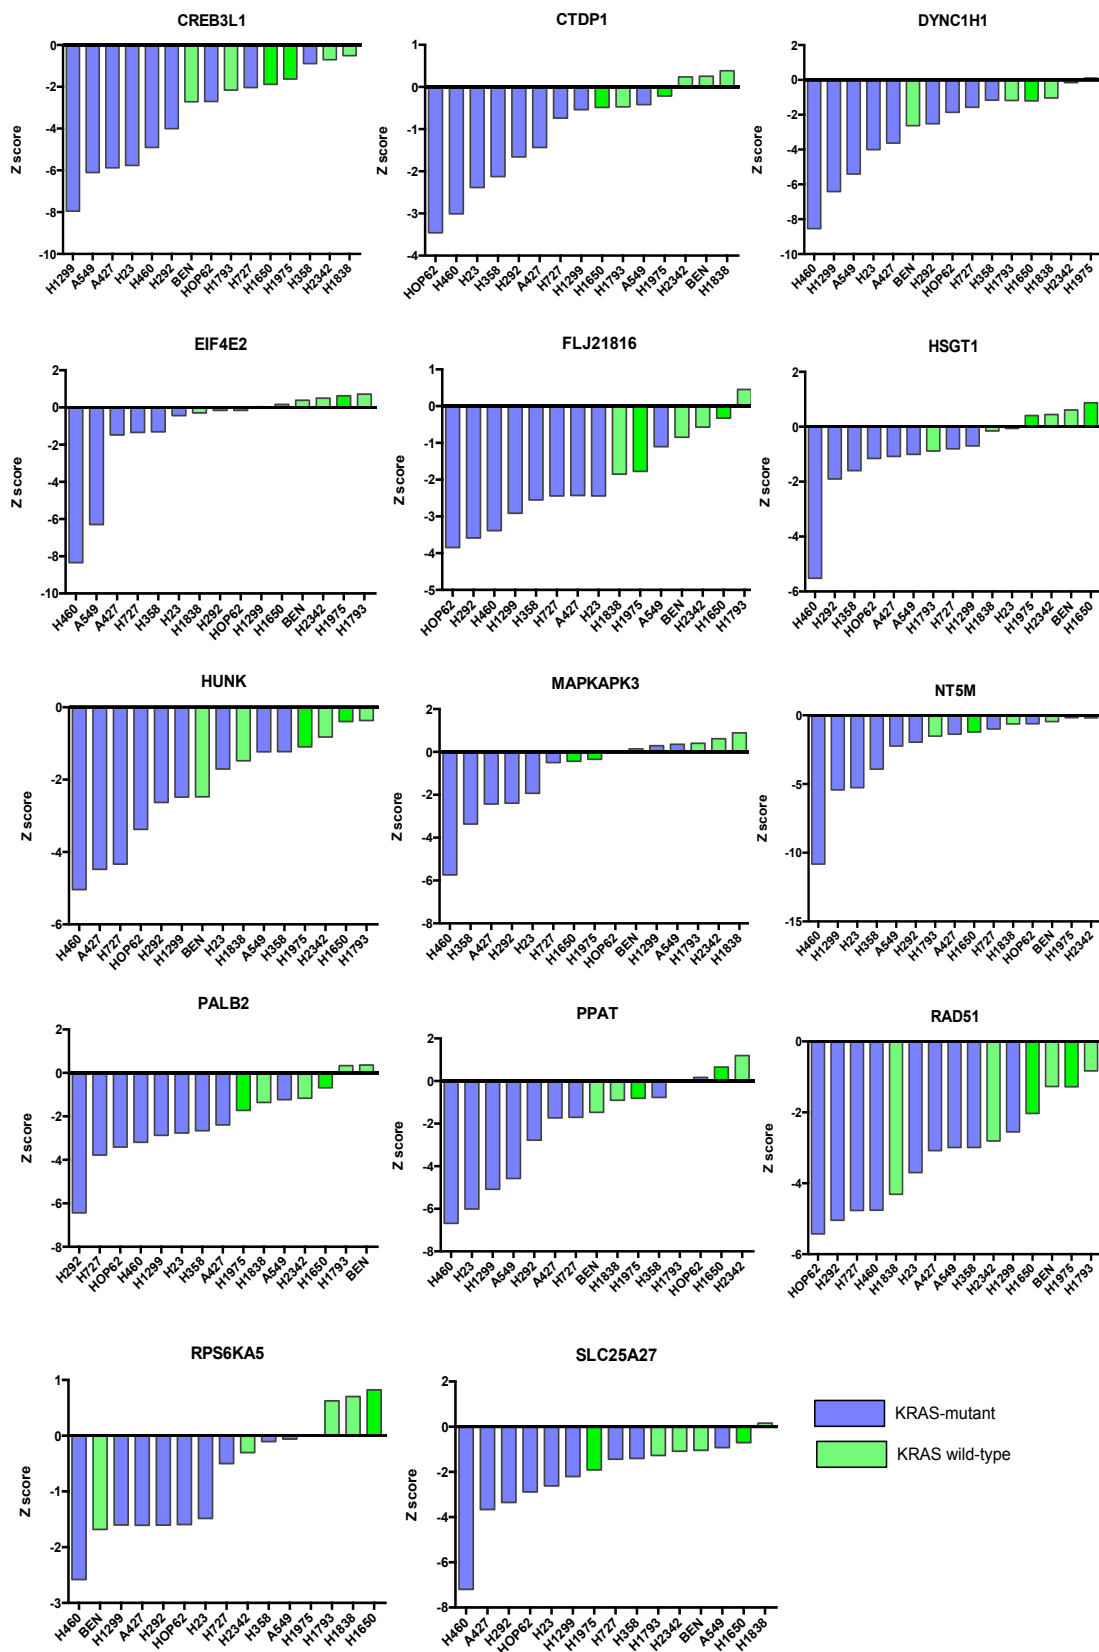 CREB3L1
Z score
0
-2
-4
-6
-8
-10
H1299 A549 A427 H23 H460 H292 BEN HOP62 H1793 H727 H1650 H1975 H358 H2342 H1838
CTDP1
Z score
1
0
-1
-2
-3
-4
HOP62 H460 H23 H358 H292 A427 H727 H1299 H1650 H1793 A549 H1975 H2342 BEN H1838
DYNC1H1
Z score
2
0
-2
-4
-6
-8
-10
H460 H1299 A549 H23 A427 BEN H292 HOP62 H727 H358 H1793 H1650 H1838 H2342 H1975
EIF4E2
Z score
2
0
-2
-4
-6
-8
-10
H460 A549 A427 H727 H358 H23 H1838 H292 HOP62 H1299 H1650 BEN H2342 H1975 H1793
FLJ21816
Z score
1
0
-1
-2
-3
-4
-5
HOP62 H292 H460 H1299 H358 H727 A427 H23 H1838 H1975 A549 BEN H2342 H1650 H1793
HSGT1
Z score
2
0
-2
-4
-6
H460 H292 H358 HOP62 A427 A549 H1793 H727 H1299 H1838 H23 H1975 H2342 BEN H1650
HUNK
Z score
0
-2
-4
-6
H460 A427 H727 HOP62 H292 H1299 BEN H23 H1838 A549 H358 H1975 H2342 H1650 H1793
MAPKAPK3
Z score
2
0
-2
-4
-6
-8
H460 H358 A427 H292 H23 H727 H1650 H1975 HOP62 BEN H1299 A549 H1793 H2342 H1838
NT5M
Z score
0
-5
-10
-15
H460 H1299 H23 H358 A549 H292 H1793 A427 H1650 H727 H1838 HOP62 BEN H1975 H2342
PALB2
Z score
2
0
-2
-4
-6
-8
H292 H727 HOP62 H460 H1299 H23 H358 A427 H1975 H1838 A549 H2342 H1650 H1793 BEN
PPAT
Z score
2
0
-2
-4
-6
-8
H460 H23 H1299 A549 H292 A427 H727 BEN H1838 H1975 H358 H1793 HOP62 H1650 H2342
RAD51
Z score
0
-2
-4
-6
HOP62 H292 H727 H460 H1838 H23 A427 A549 H358 H2342 H1299 H1650 BEN H1975 H1793
RPS6KA5
Z score
1
0
-1
-2
-3
H460 BEN H1299 A427 H292 HOP62 H23 H727 H2342 H358 A549 H1975 H1793 H1838 H1650
SLC25A27
Z score
2
0
-2
-4
-6
-8
H460 A427 H292 HOP62 H23 H1299 H1975 H727 H358 H1793 H2342 BEN A549 H1650 H1838
KRAS-mutant
KRAS wild-type